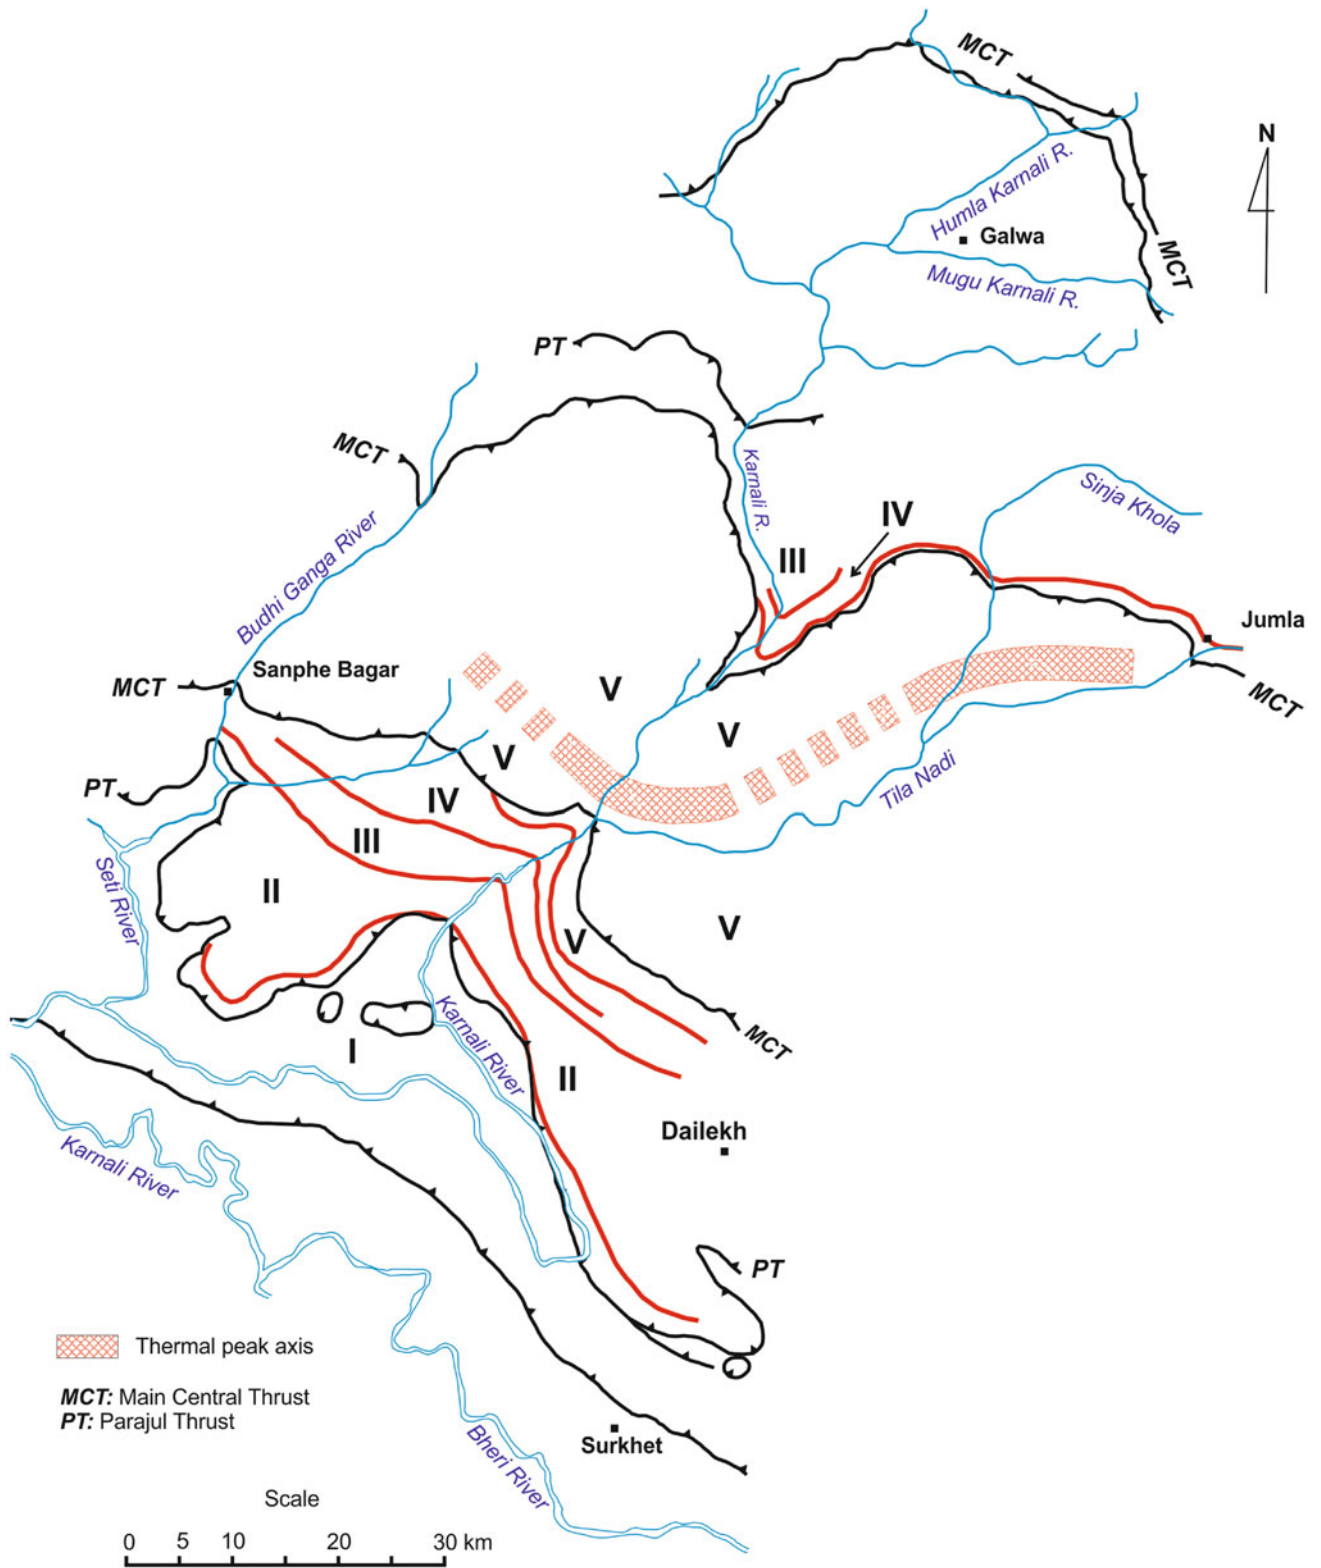 MCT
N
Humla Karnali R.
Galwa
MCT
Mugu Karnali R.
PT
MCT
Karnali R.
Sinja Khola
IV
Budhi Ganga River
III
Jumla
Sanphe Bagar
MCT
V
MCT
V
V
PT
IV
Tila Nadi
III
Seti River
II
V
V
Karnali River
MCT
I
II
Dailekh
Karnali River
PT
Thermal peak axis
MCT: Main Central Thrust
PT: Parajul Thrust
Surkhet
Bheri River
Scale
0 5 10 20 30 km